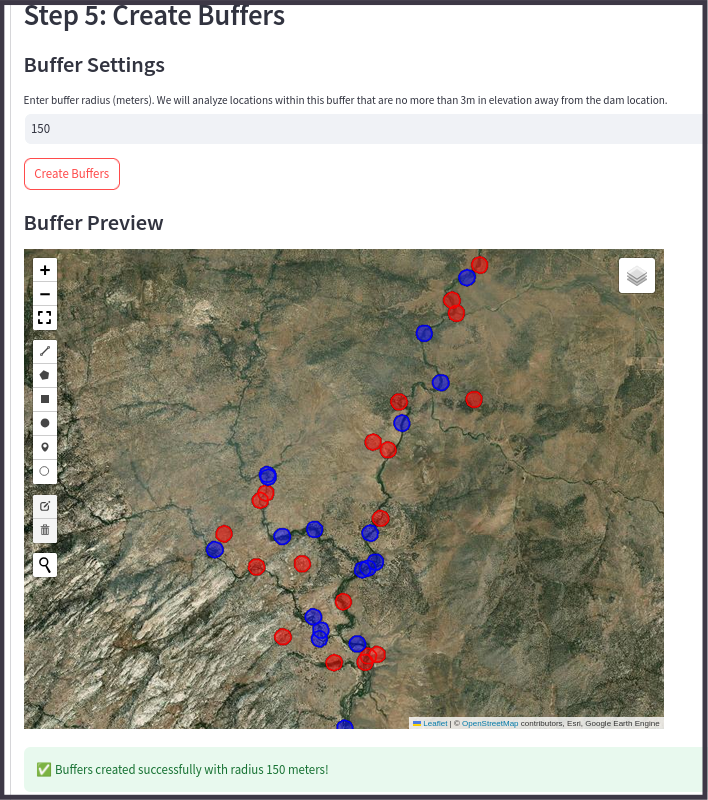 Step 5: Create Buffers
Buffer Settings
Enter buffer radius (meters). We will analyze locations within this buffer that are no more than 3m in elevation away from the dam location.
150
Create Buffers
Buffer Preview
+
−
Leaflet | © OpenStreetMap contributors, Esri, Google Earth Engine
✅ Buffers created successfully with radius 150 meters!